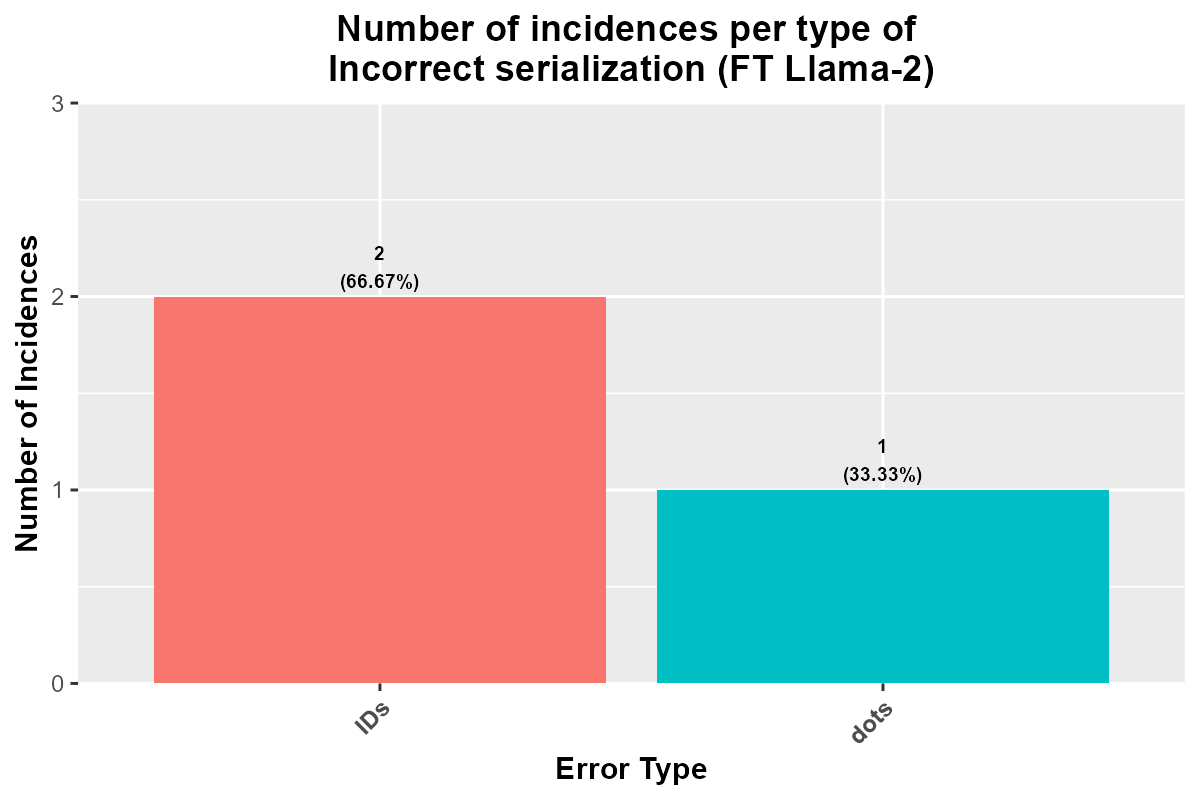 Number of incidences per type of
Incorrect serialization (FT Llama-2)
Number of Incidences
3
2
1
0
2
(66.67%)
1
(33.33%)
IDs
dots
Error Type